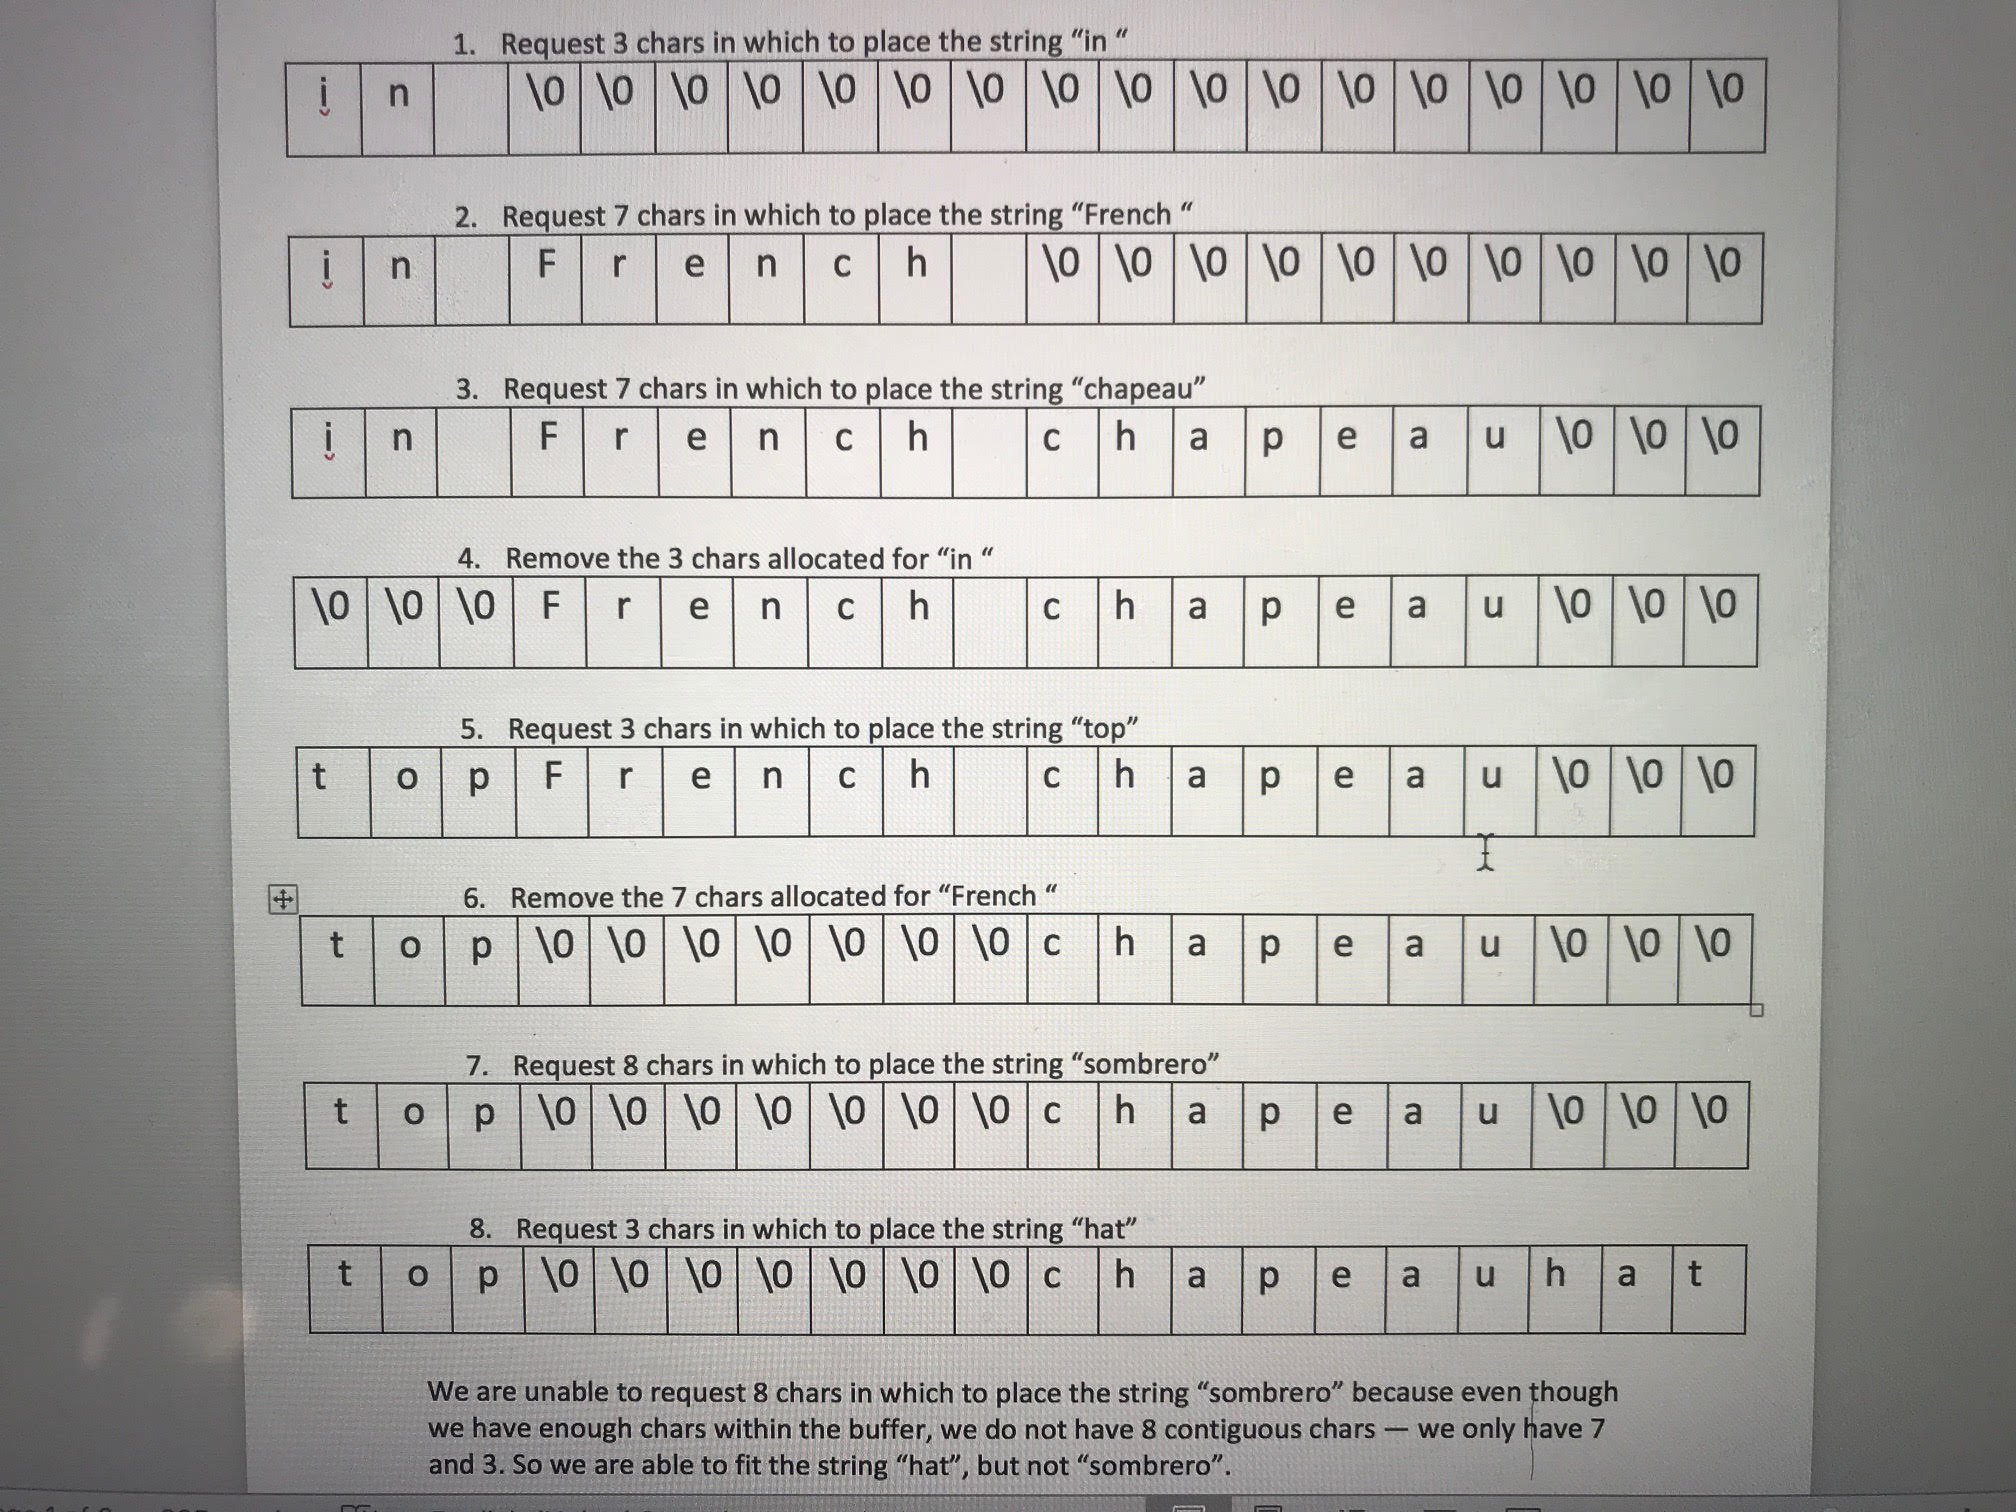 1. Request 3 chars in which to place the string “in “
i n \0 \0 \0 \0 \0 \0 \0 \0 \0 \0 \0 \0 \0 \0 \0 \0 \0
2. Request 7 chars in which to place the string “French “
i n F r e n c h \0 \0 \0 \0 \0 \0 \0 \0 \0 \0
3. Request 7 chars in which to place the string “chapeau”
i n F r e n c h c h a p e a u \0 \0 \0
4. Remove the 3 chars allocated for “in “
\0 \0 \0 F r e n c h c h a p e a u \0 \0 \0
5. Request 3 chars in which to place the string “top”
t o p F r e n c h c h a p e a u \0 \0 \0
6. Remove the 7 chars allocated for “French “
t o p \0 \0 \0 \0 \0 \0 \0 c h a p e a u \0 \0 \0
7. Request 8 chars in which to place the string “sombrero”
t o p \0 \0 \0 \0 \0 \0 \0 c h a p e a u \0 \0 \0
8. Request 3 chars in which to place the string “hat”
t o p \0 \0 \0 \0 \0 \0 \0 c h a p e a u h a t
We are unable to request 8 chars in which to place the string “sombrero” because even though
we have enough chars within the buffer, we do not have 8 contiguous chars — we only have 7
and 3. So we are able to fit the string “hat”, but not “sombrero”.